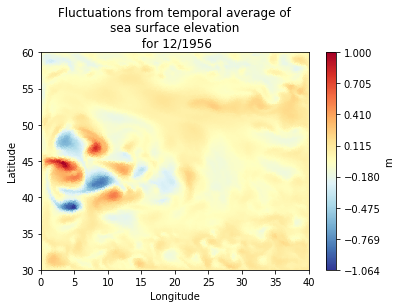 Fluctuations from temporal average of
sea surface elevation
for 12/1956
60
55
50
45
40
35
30
Latitude
0 5 10 15 20 25 30 35 40
Longitude
1.000
0.705
0.410
0.115
−0.180
−0.475
−0.769
−1.064
m